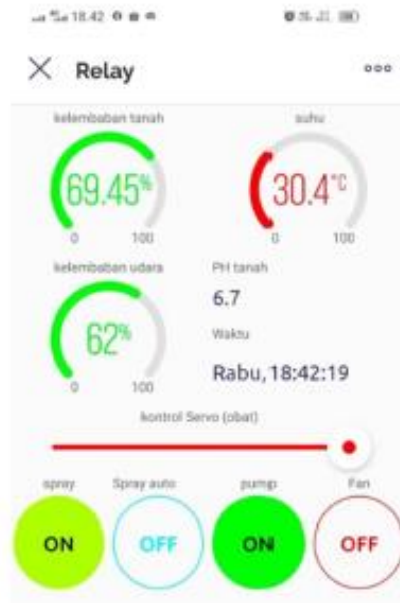 18.42
Relay
kelembaban tanah
suhu
69.45%
30.4°C
0 100
0 100
kelembaban udara
PH tanah
6.7
62%
Waktu
Rabu, 18:42:19
0 100
kontrol Servo (obat)
spray Spray auto pump Fan
ON OFF ON OFF